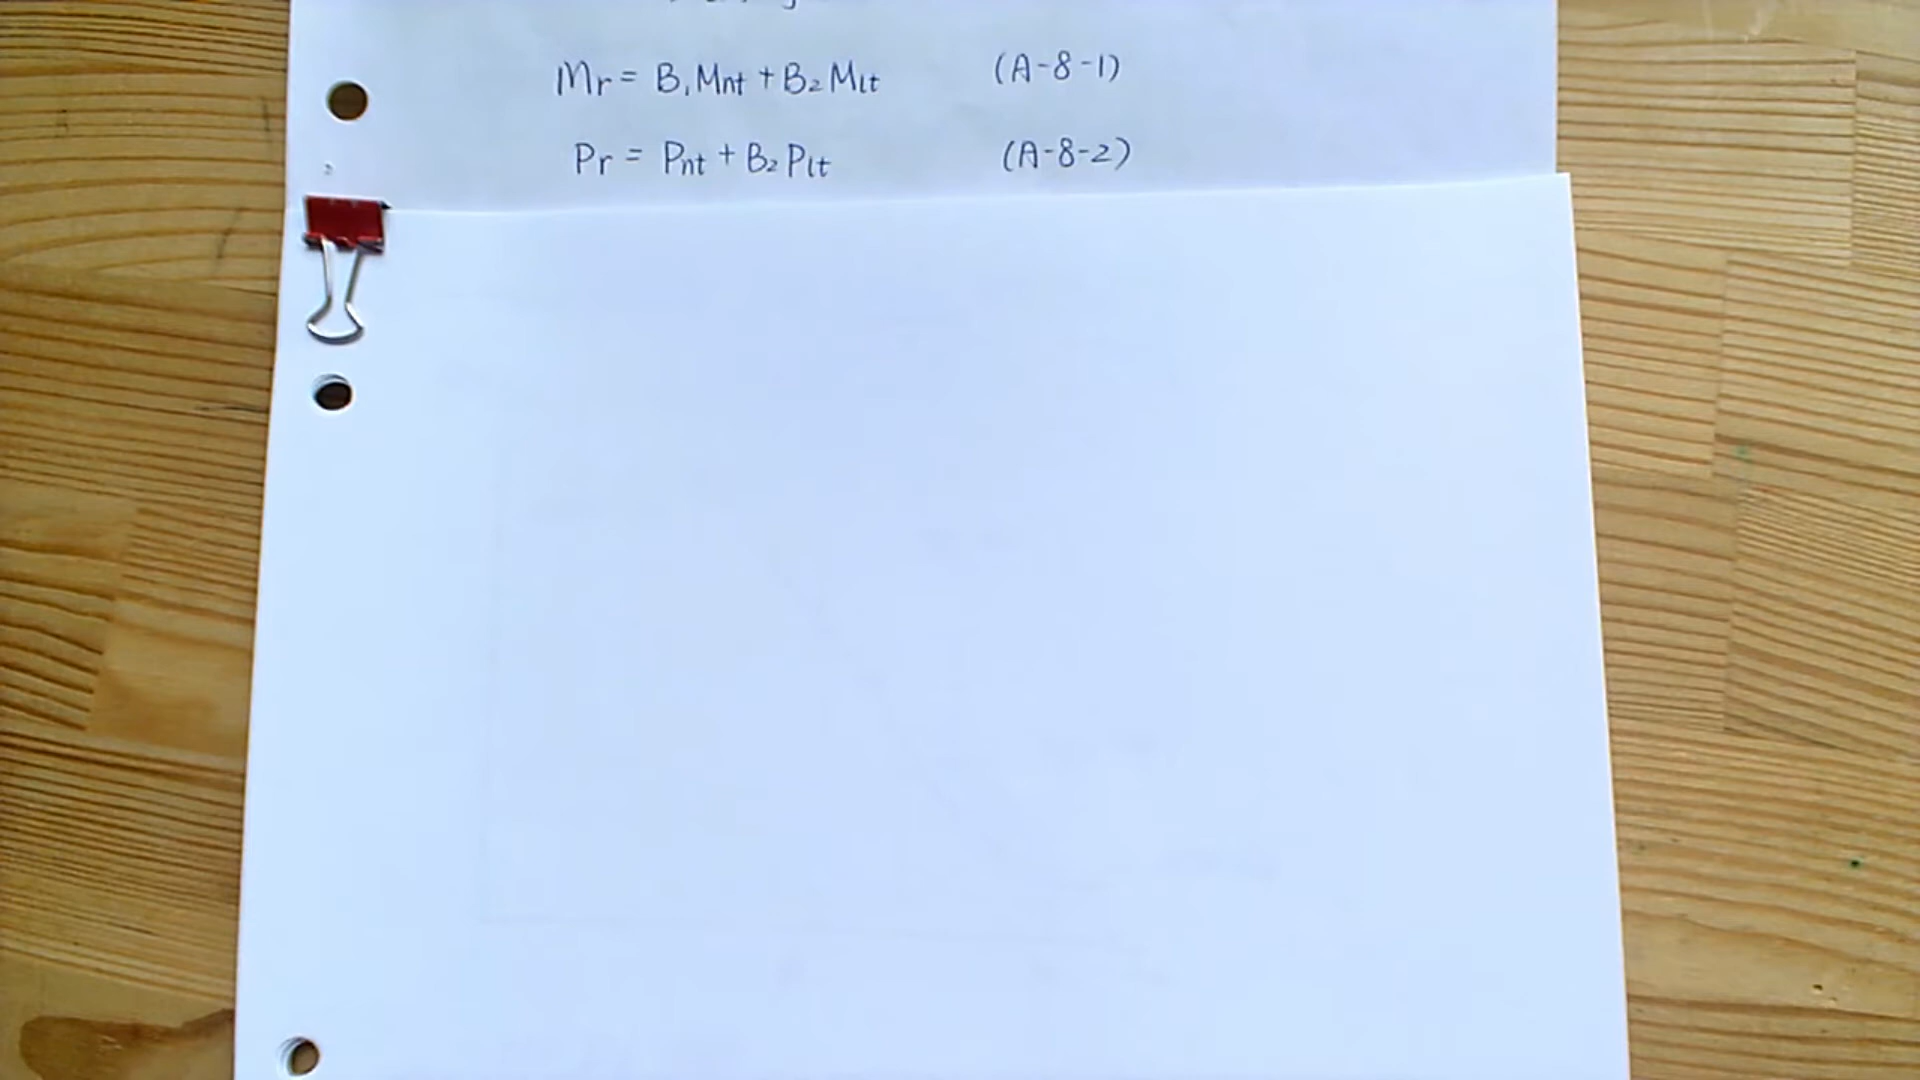 Mr = B₁Mnt + B₂Mlt (A-8-1)
Pr = Pnt + B₂Plt (A-8-2)